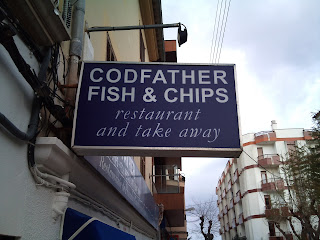 CODFATHER
FISH & CHIPS
restaurant
and take away